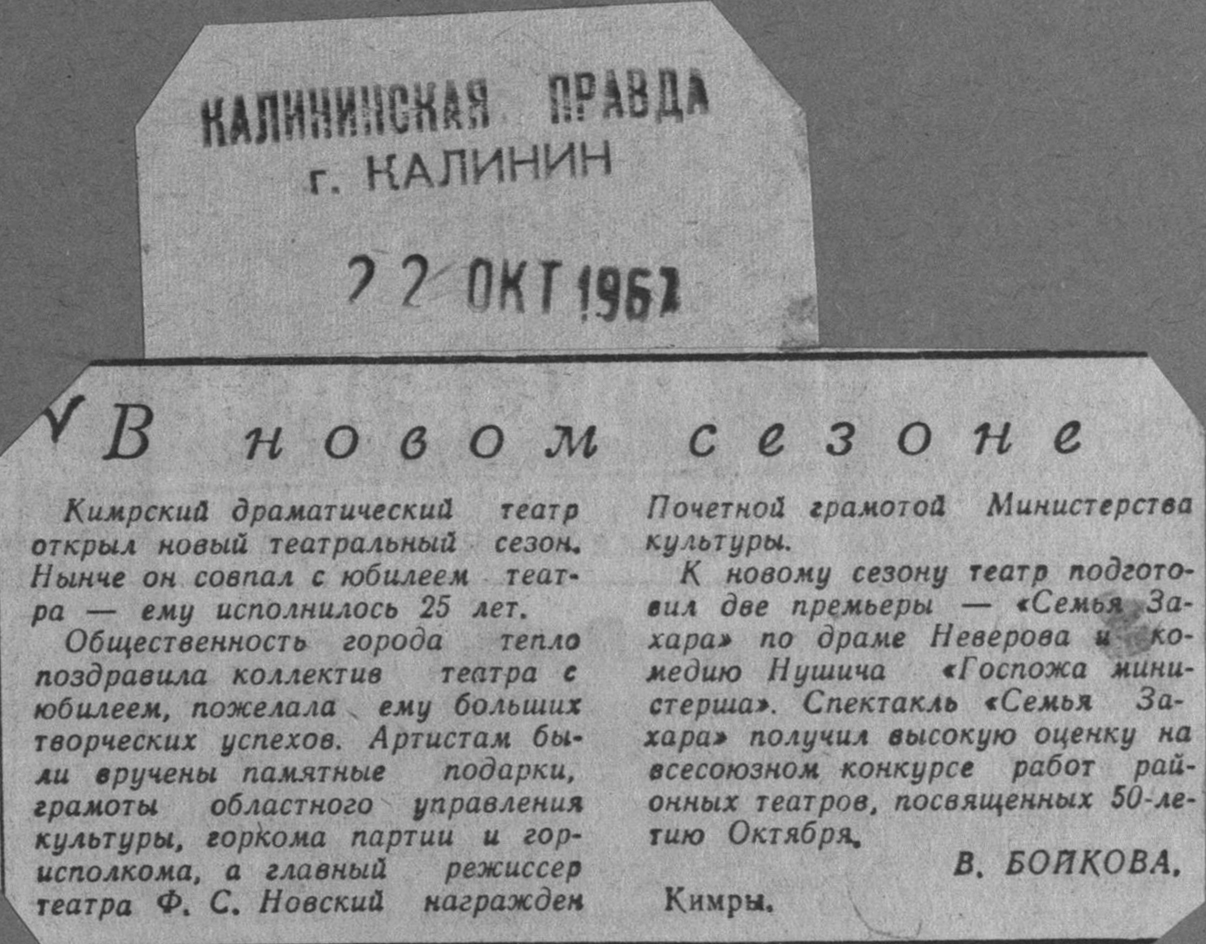 КАЛИНИНСКАЯ ПРАВДА
г. КАЛИНИН
22 ОКТ 1967
В новом сезоне
Кимрский драматический театр
открыл новый театральный сезон.
Нынче он совпал с юбилеем теат-
ра — ему исполнилось 25 лет.
Общественность города тепло
поздравила коллектив театра с
юбилеем, пожелала ему больших
творческих успехов. Артистам бы-
ли вручены памятные подарки,
грамоты областного управления
культуры, горкома партии и гор-
исполкома, а главный режиссер
театра Ф. С. Новский награжден
Почетной грамотой Министерства
культуры.
К новому сезону театр подгото-
вил две премьеры — «Семья За-
хара» по драме Неверова и ко-
медию Нушича «Госпожа мини-
стерша». Спектакль «Семья За-
хара» получил высокую оценку на
всесоюзном конкурсе работ рай-
онных театров, посвященных 50-ле-
тию Октября.
В. БОЙКОВА.
Кимры.